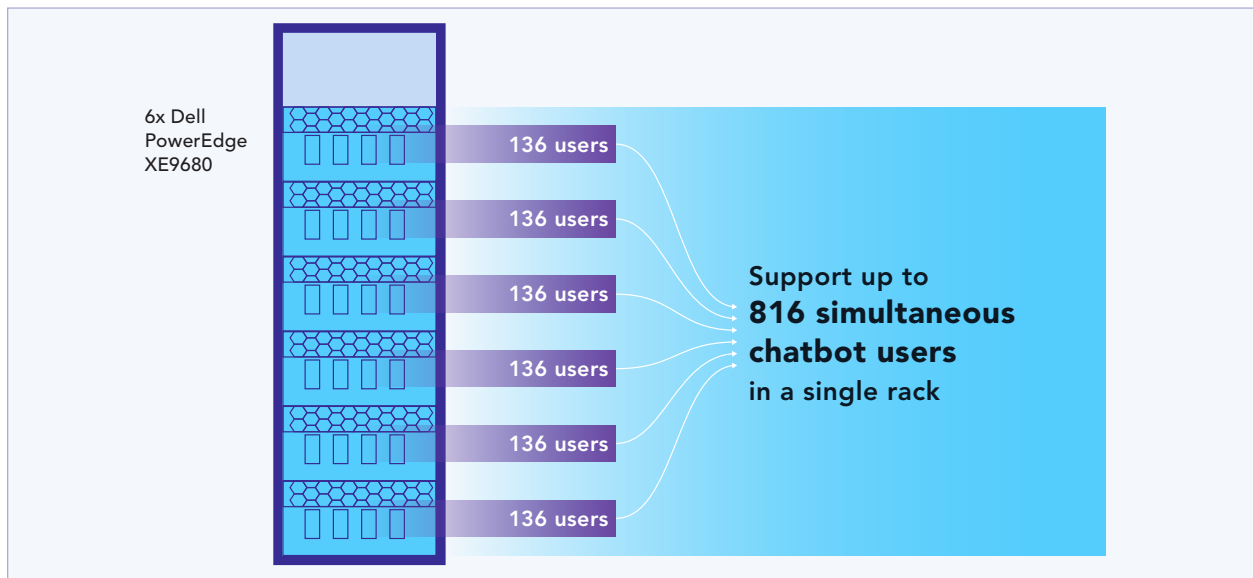 6x Dell
PowerEdge
XE9680
136 users
136 users
136 users
136 users
136 users
136 users
Support up to
816 simultaneous
chatbot users
in a single rack